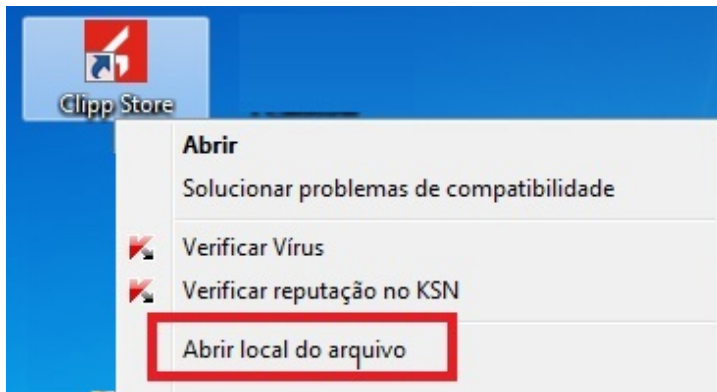 Clipp Store
Abrir
Solucionar problemas de compatibilidade
Verificar Vírus
Verificar reputação no KSN
Abrir local do arquivo